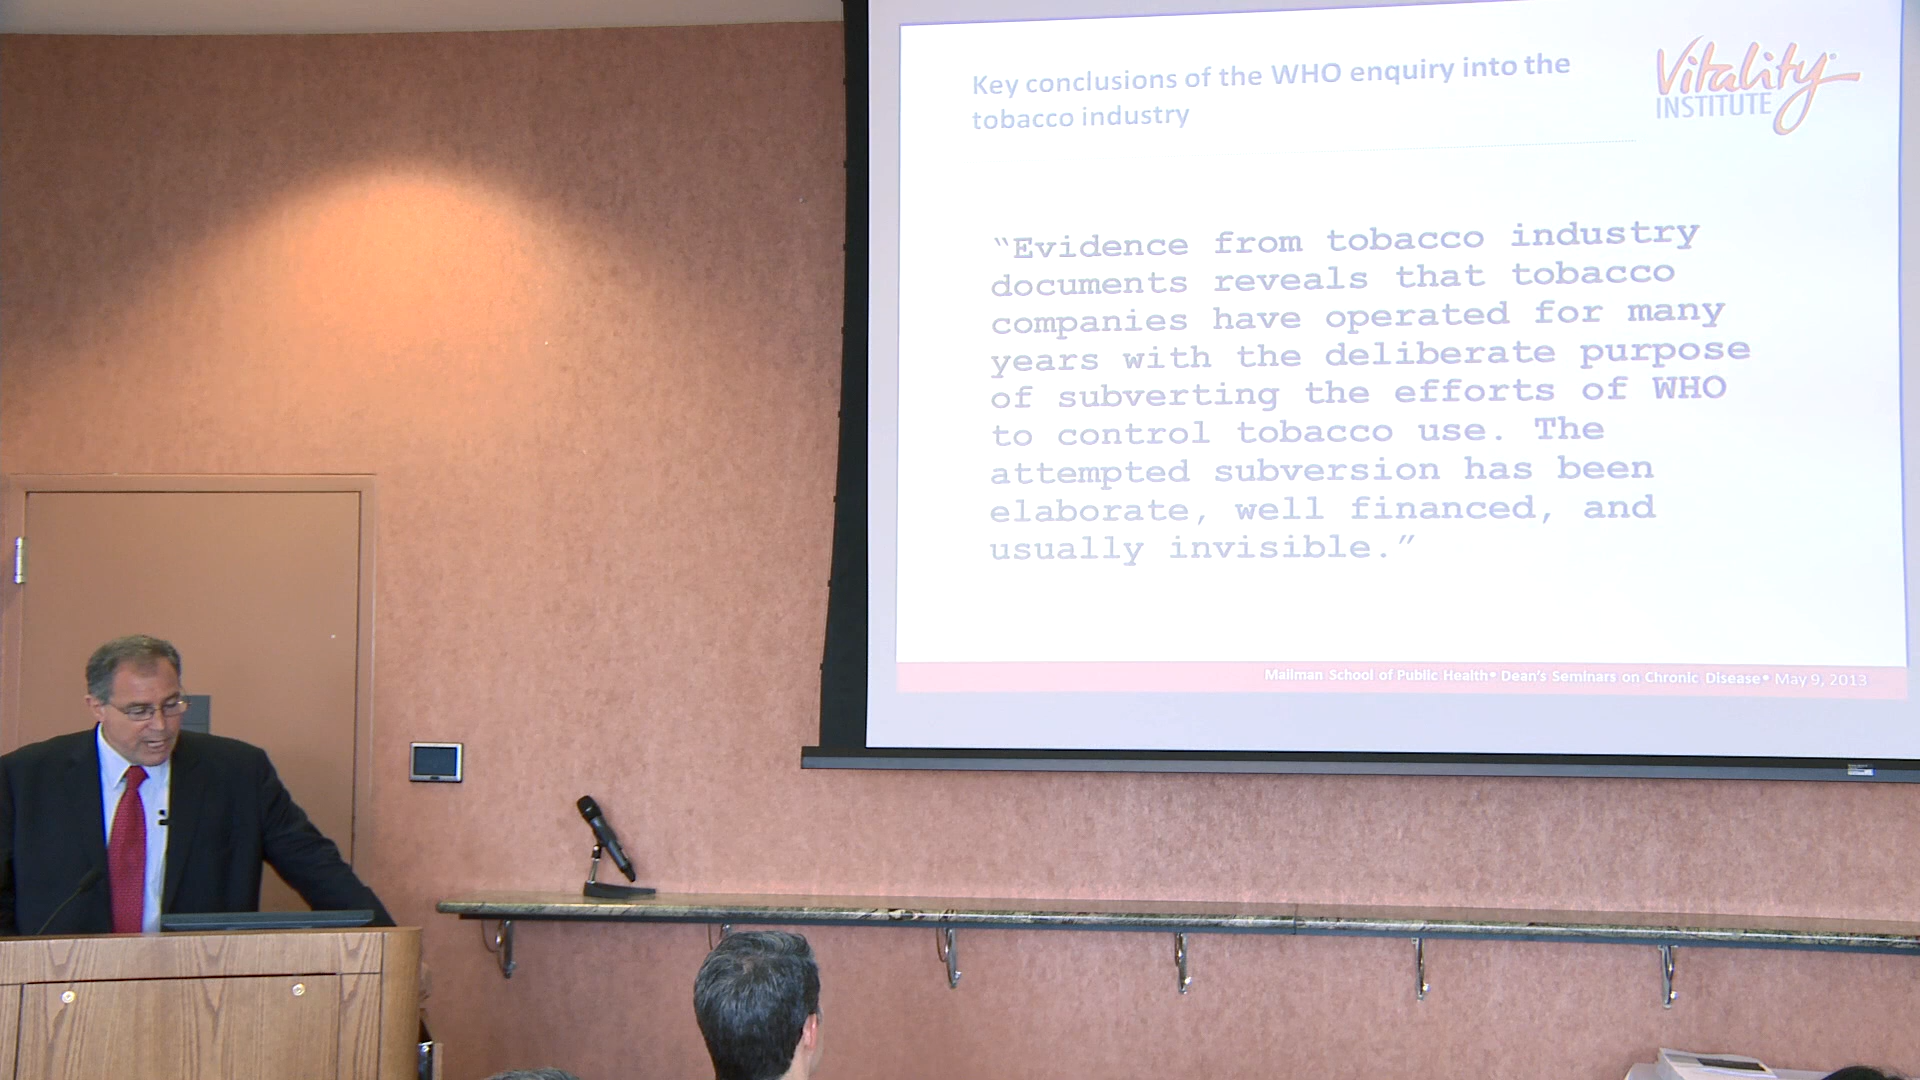 Key conclusions of the WHO enquiry into the
tobacco industry
Vitality
INSTITUTE
“Evidence from tobacco industry
documents reveals that tobacco
companies have operated for many
years with the deliberate purpose
of subverting the efforts of WHO
to control tobacco use. The
attempted subversion has been
elaborate, well financed, and
usually invisible.”
Mailman School of Public Health• Dean's Seminars on Chronic Disease• May 9, 2013